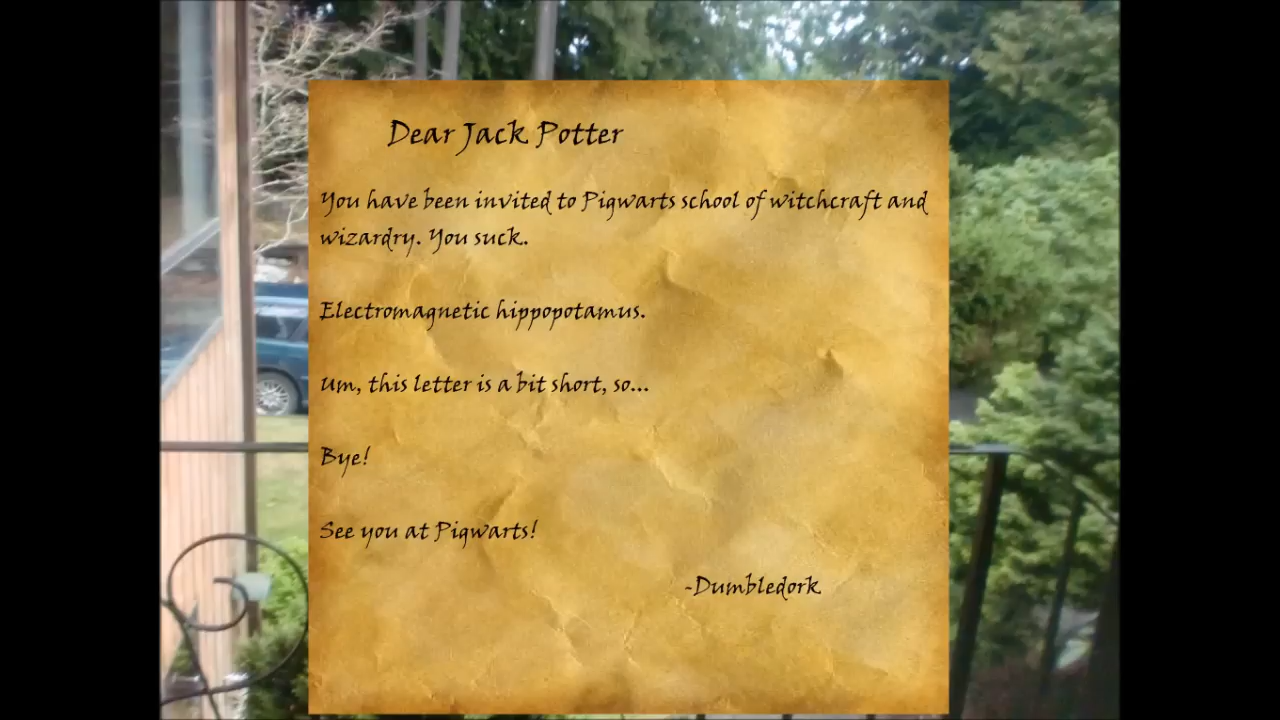 Dear Jack Potter
You have been invited to Pigwarts school of witchcraft and
wizardry. You suck.
Electromagnetic hippopotamus.
Um, this letter is a bit short, so...
Bye!
See you at Pigwarts!
-Dumbledork